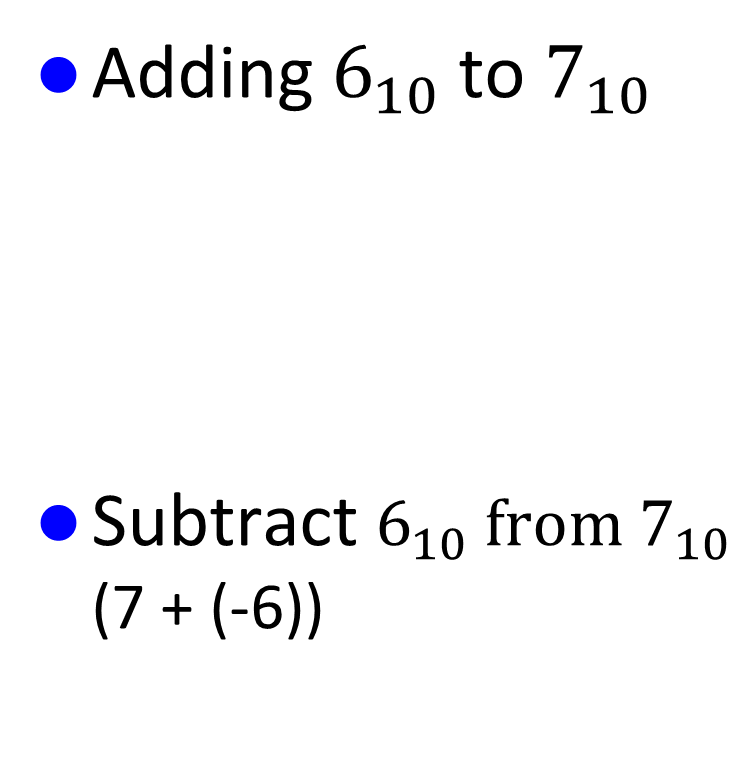 ● Adding 6₁₀ to 7₁₀
● Subtract 6₁₀ from 7₁₀
(7 + (-6))